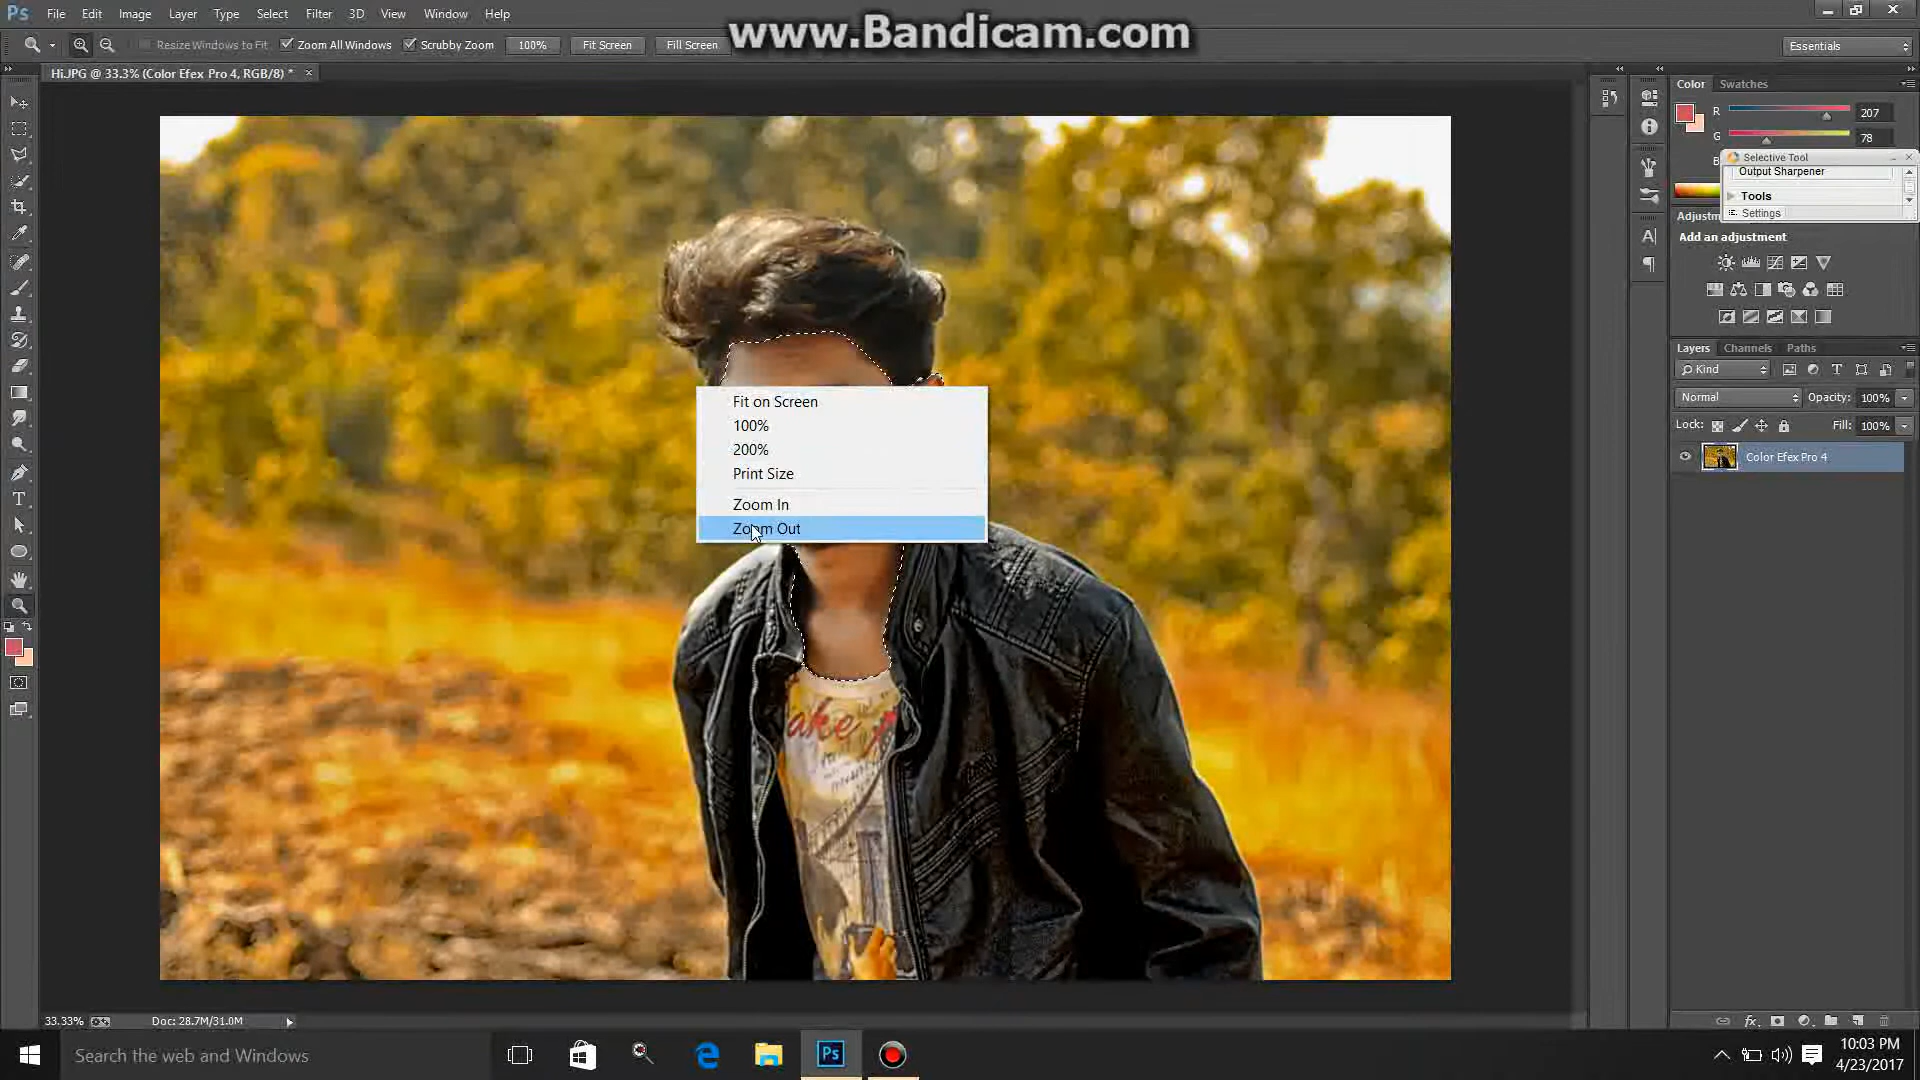 Ps File Edit Image Layer Type Select Filter 3D View Window Help
www.Bandicam.com
Resize Windows to Fit Zoom All Windows Scrubby Zoom 100% Fit Screen Fill Screen
Essentials
Hi.JPG @ 33.3% (Color Efex Pro 4, RGB/8) *
Color Swatches
R 207
G 78
B
Selective Tool
Output Sharpener
Tools
Settings
Adjustm
Add an adjustment
Layers Channels Paths
Kind
Normal Opacity: 100%
Lock: Fill: 100%
Color Efex Pro 4
Fit on Screen
100%
200%
Print Size
Zoom In
Zoom Out
ake
33.33% Doc: 28.7M/31.0M
Search the web and Windows
Ps
10:03 PM
4/23/2017